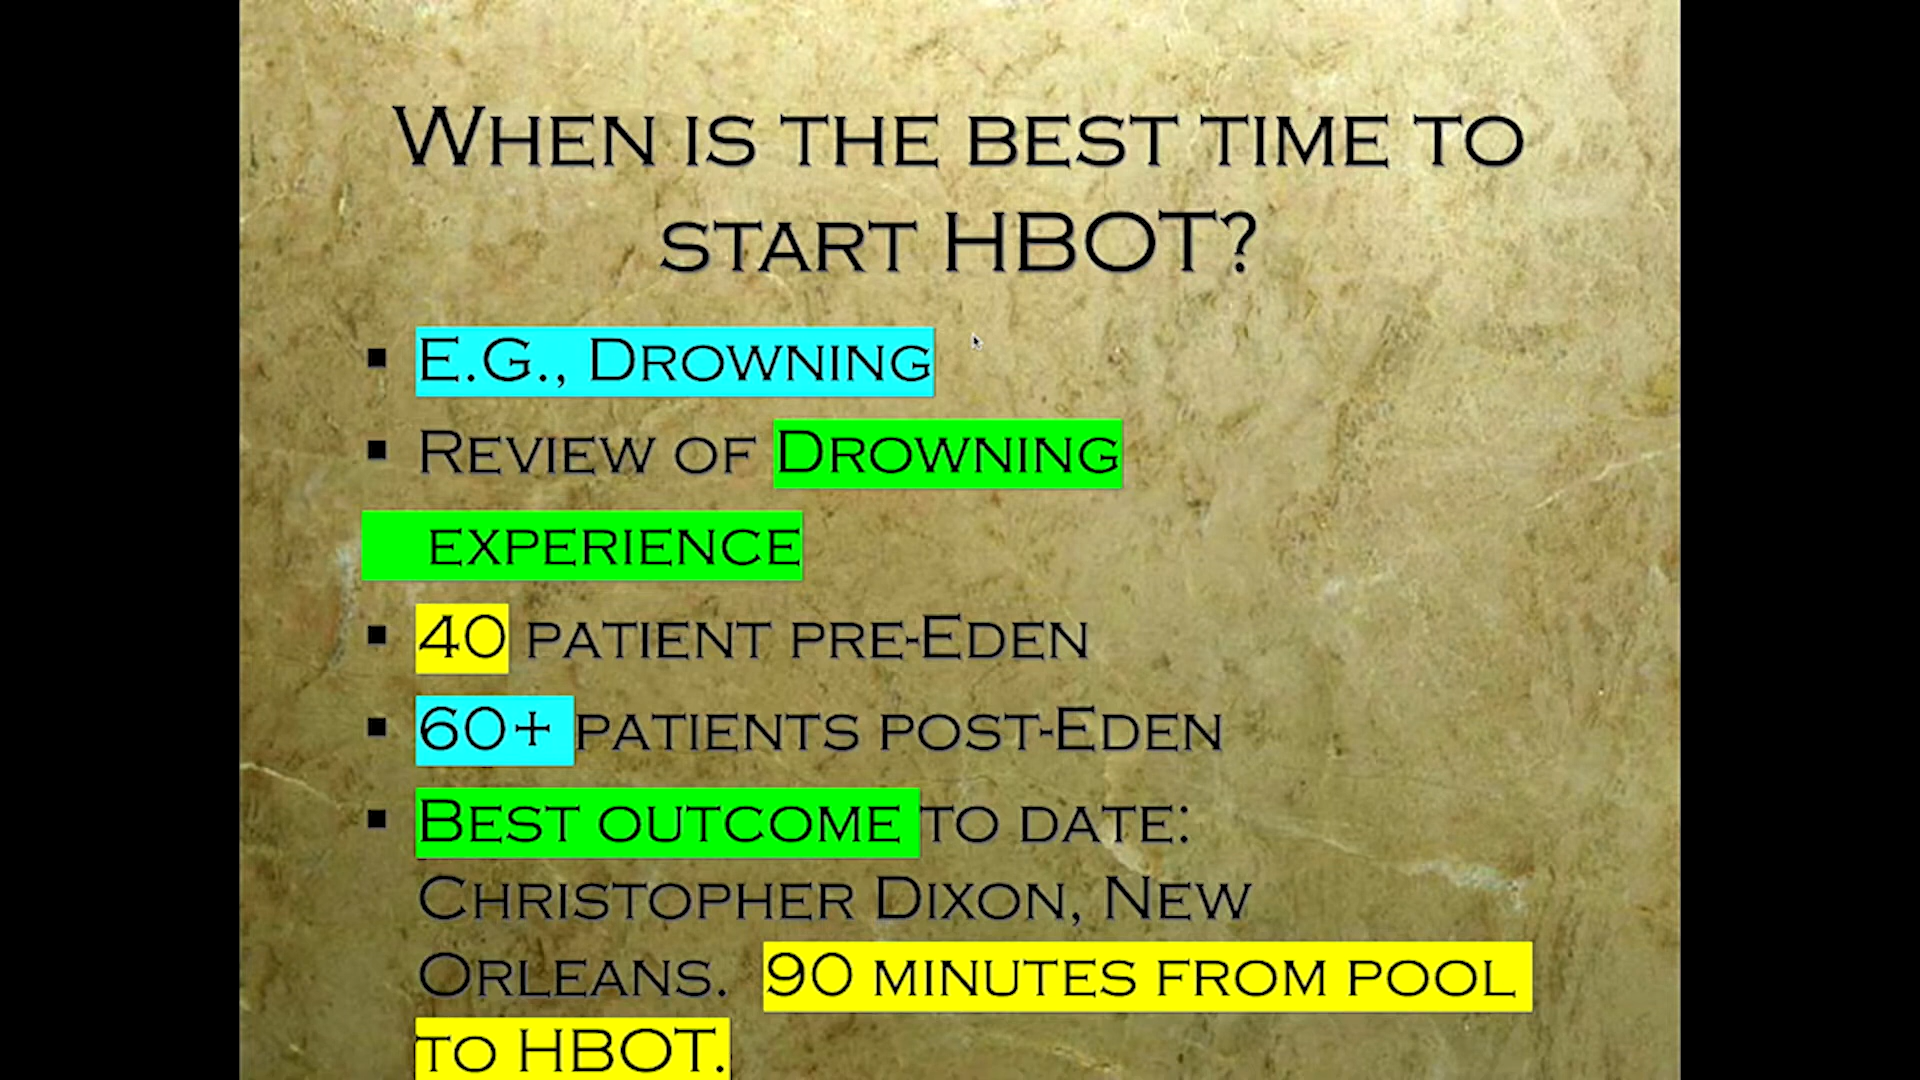 When is the best time to
start HBOT?
▪ E.g., Drowning
▪ Review of Drowning
experience
▪ 40 patient pre-Eden
▪ 60+ patients post-Eden
▪ Best outcome to date:
Christopher Dixon, New
Orleans. 90 minutes from pool
to HBOT.